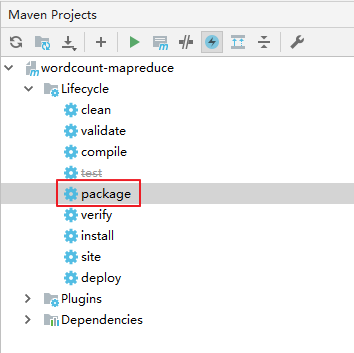 Maven Projects
wordcount-mapreduce
Lifecycle
clean
validate
compile
test
package
verify
install
site
deploy
Plugins
Dependencies